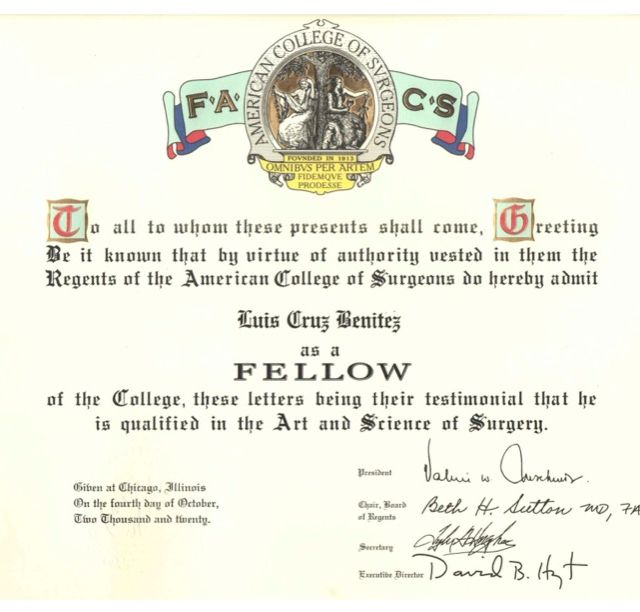 F·A·
C·S
AMERICAN COLLEGE OF SVRGEONS
FOVNDED IN 1913
OMNIBVS PER ARTEM
FIDEMQVE
PRODESSE
To all to whom these presents shall come, Greeting
Be it known that by virtue of authority vested in them the
Regents of the American College of Surgeons do hereby admit
Luis Cruz Benitez
as a
FELLOW
of the College, these letters being their testimonial that he
is qualified in the Art and Science of Surgery.
Given at Chicago, Illinois
On the fourth day of October,
Two Thousand and twenty.
President Valerie W
Chair, Board
of Regents
Beth H. Sutton MD, FA
Secretary
Executive Director David B. Hoyt